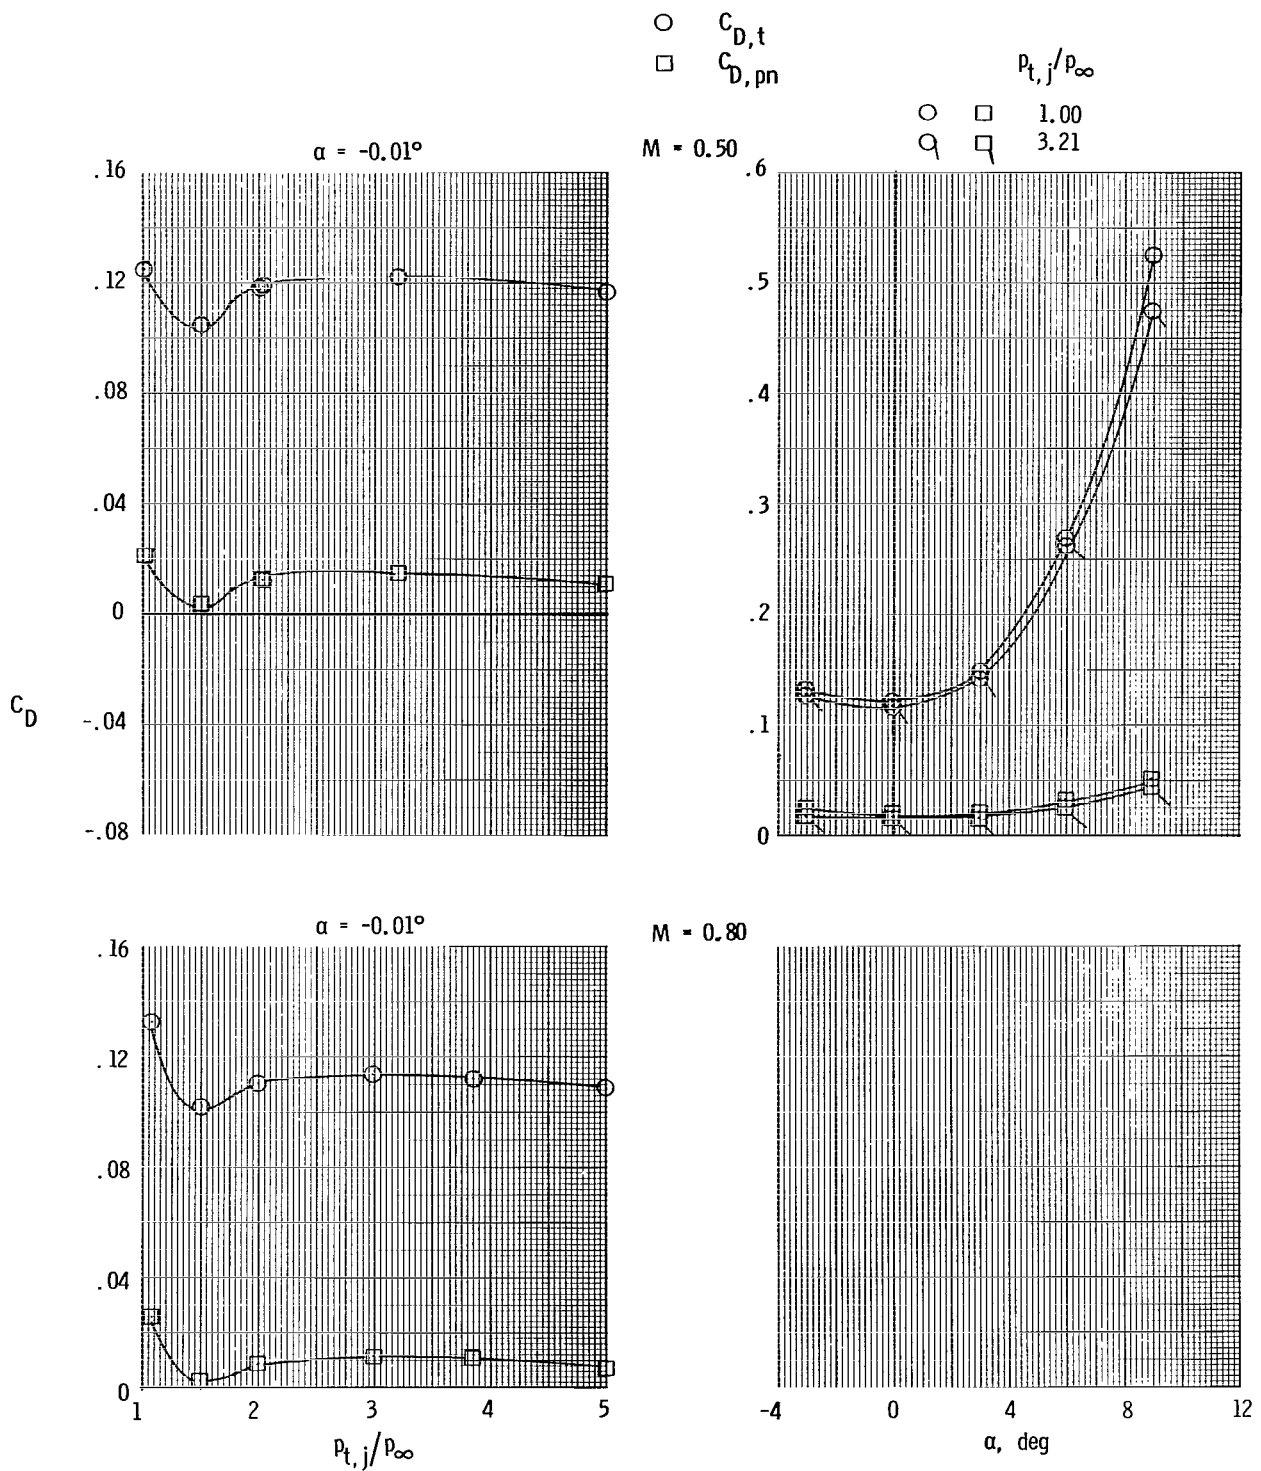 C_D,t
C_D,pn
p_t,j/p_∞
1.00
3.21
α = -0.01°
M = 0.50
.16
.12
.08
.04
0
-.04
-.08
C_D
.6
.5
.4
.3
.2
.1
0
α = -0.01°
M = 0.80
.16
.12
.08
.04
0
1 2 3 4 5
p_t,j/p_∞
-4 0 4 8 12
α, deg